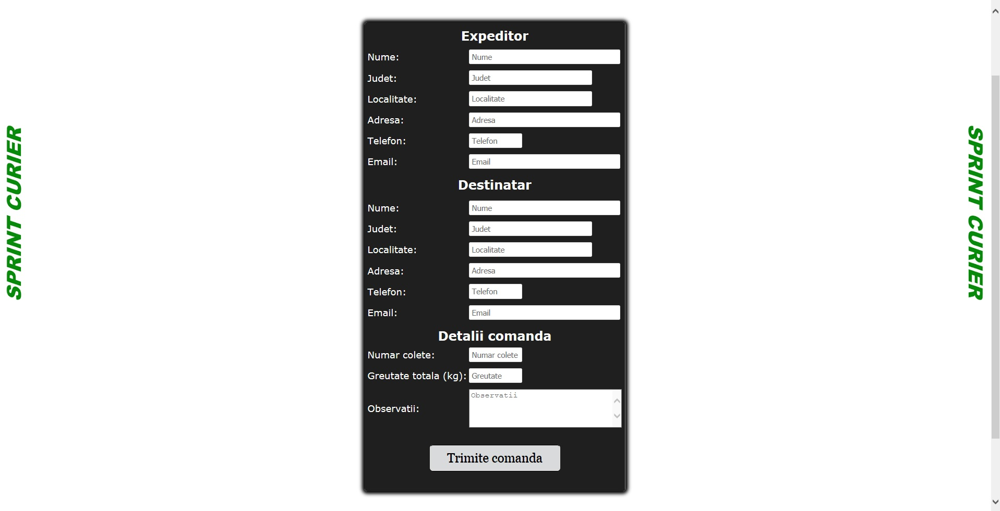 Expeditor
Nume: Nume
Judet: Judet
Localitate: Localitate
Adresa: Adresa
Telefon: Telefon
Email: Email
Destinatar
Nume: Nume
Judet: Judet
Localitate: Localitate
Adresa: Adresa
Telefon: Telefon
Email: Email
Detalii comanda
Numar colete: Numar colete
Greutate totala (kg): Greutate
Observatii: Observatii
Trimite comanda
SPRINT CURIER
SPRINT CURIER